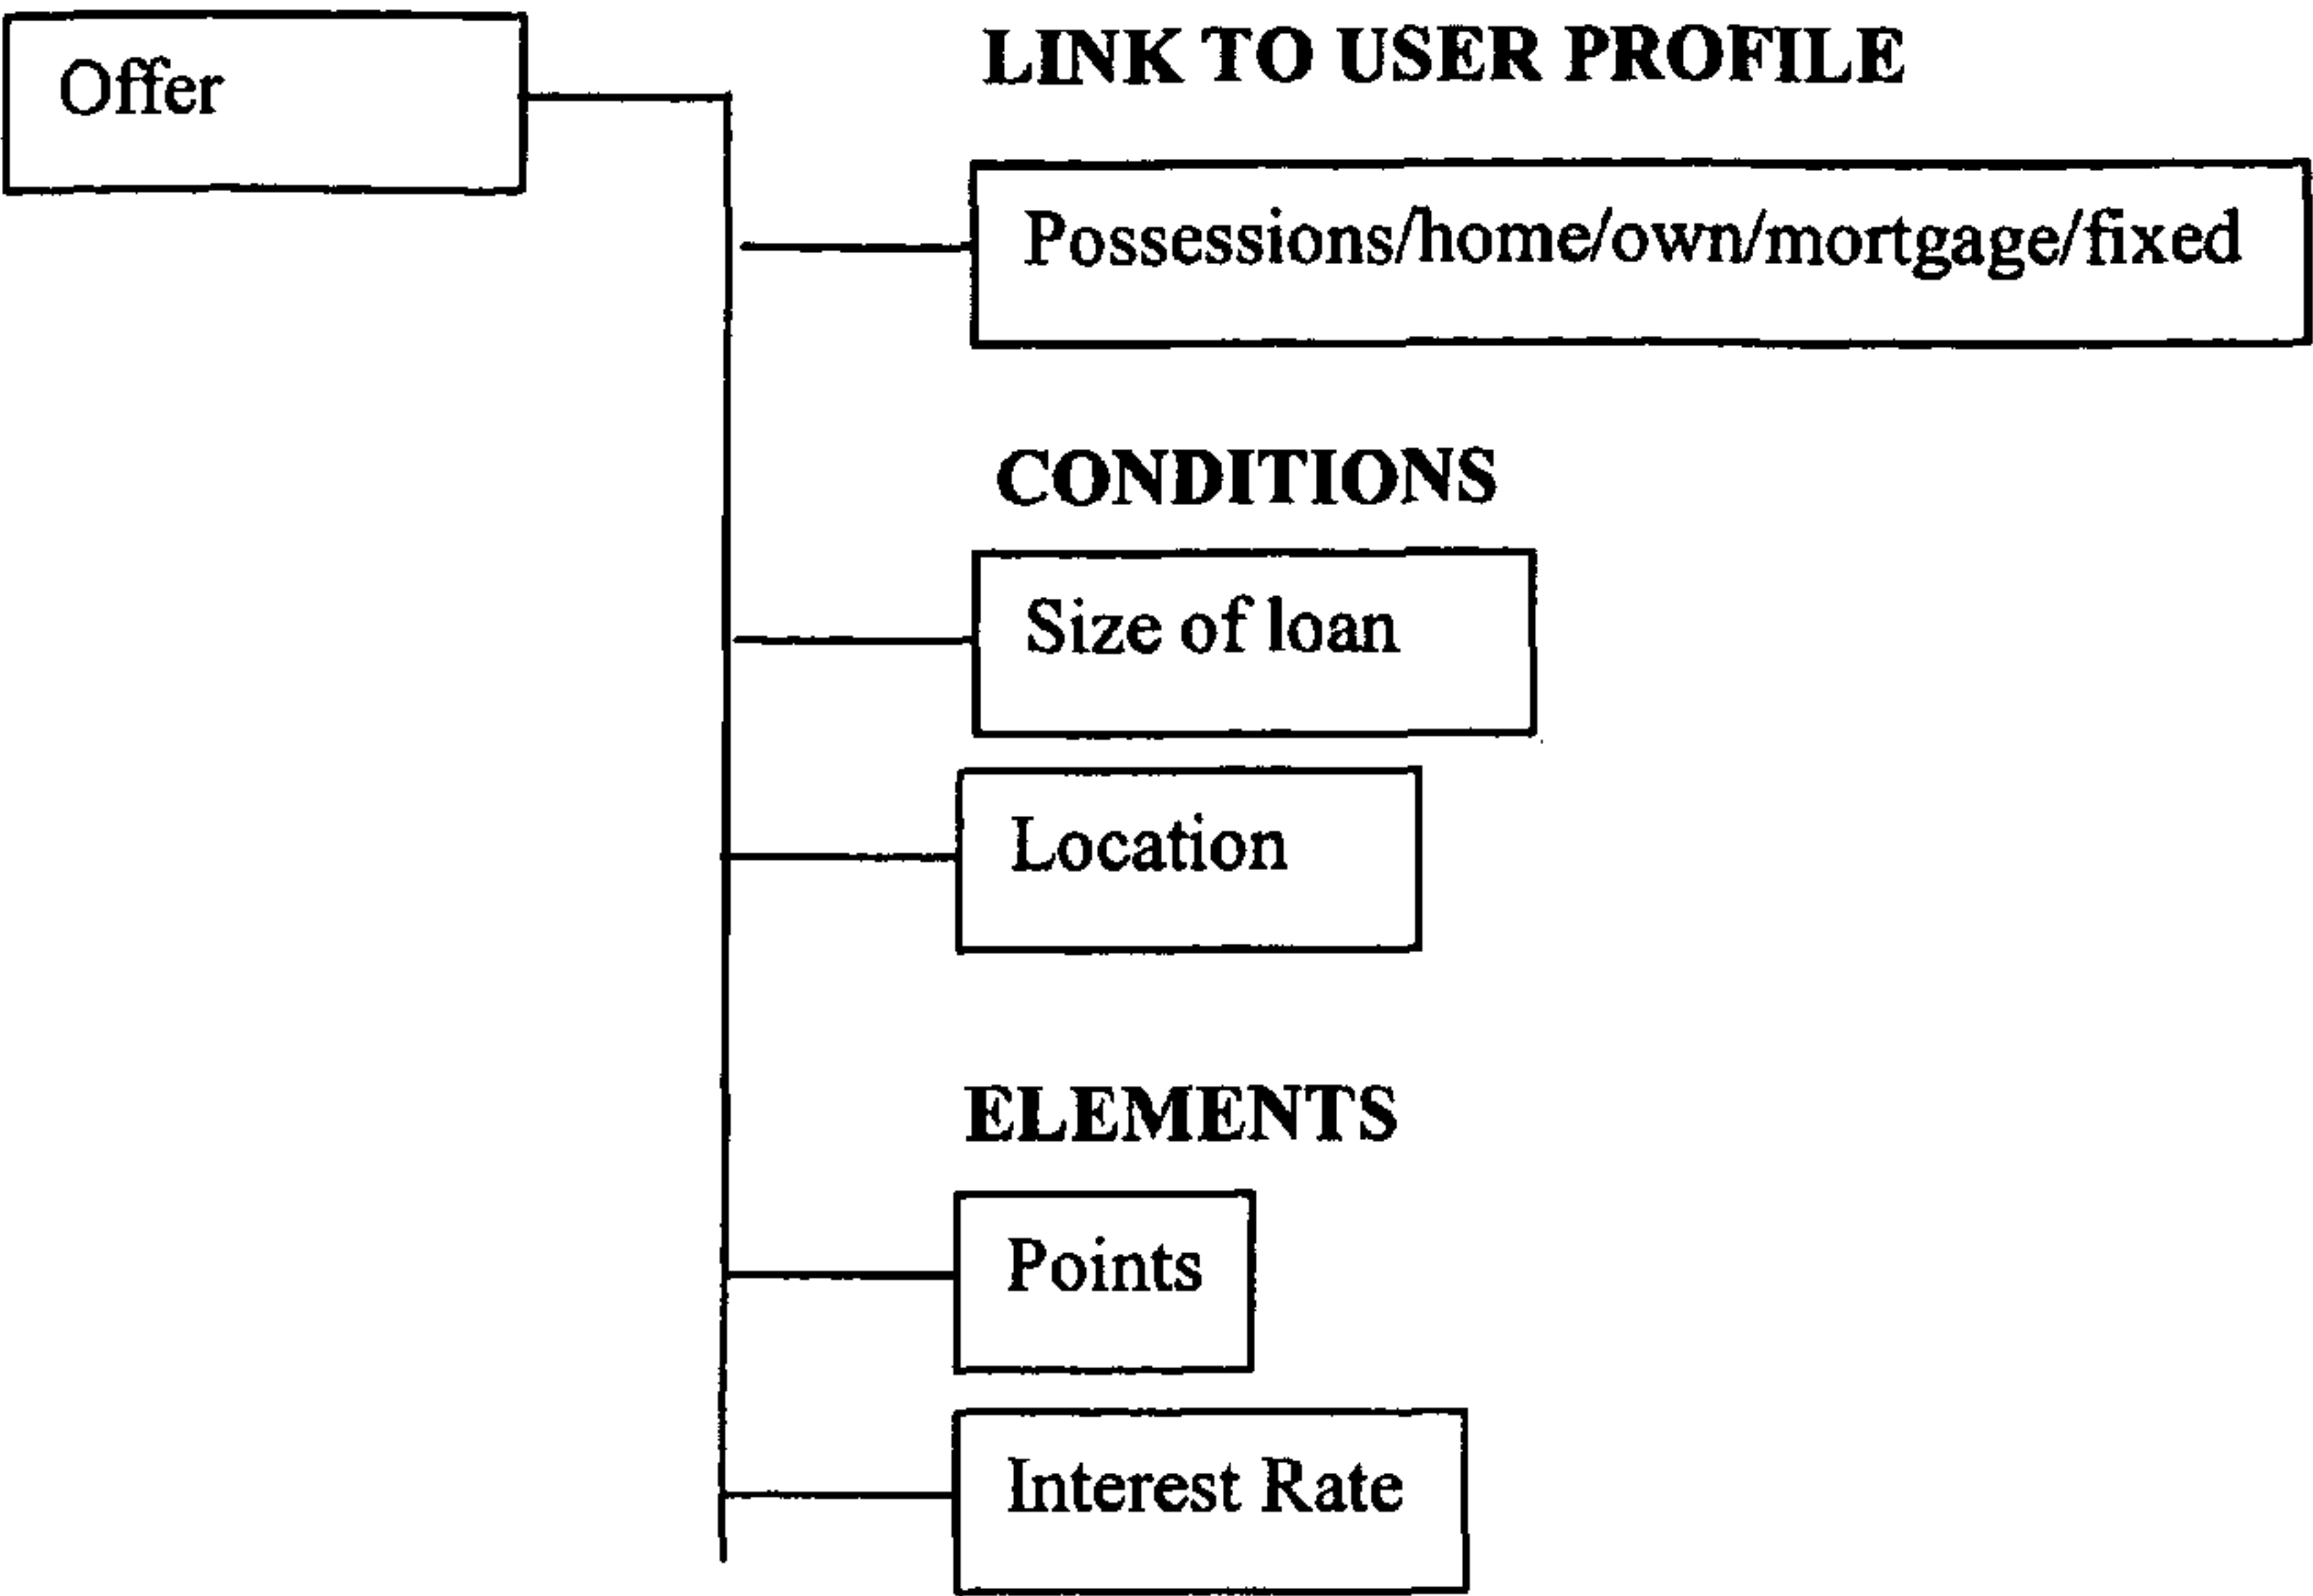 Offer
LINK TO USER PROFILE
Possessions/home/own/mortgage/fixed
CONDITIONS
Size of loan
Location
ELEMENTS
Points
Interest Rate